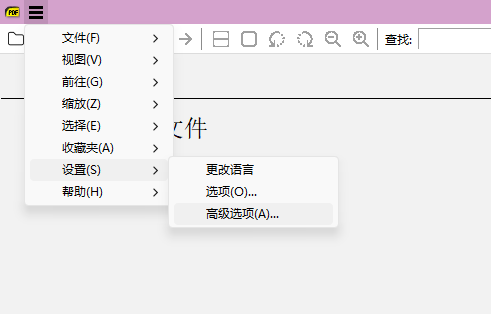 PDF
查找:
文件(F)
视图(V)
前往(G)
缩放(Z)
选择(E)
收藏夹(A)
设置(S)
帮助(H)
文件
更改语言
选项(O)...
高级选项(A)...